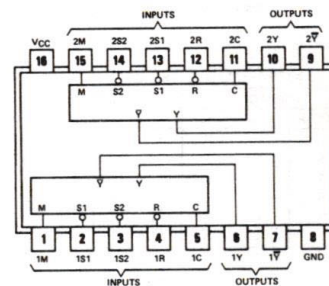 INPUTS OUTPUTS
VCC 2M 2S2 2S1 2R 2C 2Y 2Y̅
16 15 14 13 12 11 10 9
M S2 S1 R C
Y̅ Y
Y̅ Y
M S1 S2 R C
1 2 3 4 5 6 7 8
1M 1S1 1S2 1R 1C 1Y 1Y̅ GND
INPUTS OUTPUTS